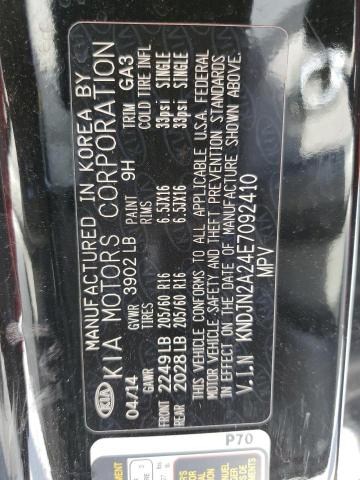 MANUFACTURED IN KOREA BY
KIA MOTORS CORPORATION
04/14 GVWR 3902 LB PAINT 9H TRIM GA3
GAWR RIMS COLD TIRE INFL
FRONT 2249LB 205/60 R16 6.5JX16 33psi SINGLE
REAR 2028LB 205/60 R16 6.5JX16 33psi SINGLE
THIS VEHICLE CONFORMS TO ALL APPLICABLE U.S.A. FEDERAL
MOTOR VEHICLE SAFETY AND THEFT PREVENTION STANDARDS
IN EFFECT ON THE DATE OF MANUFACTURE SHOWN ABOVE.
V.I.N KNDJN2A24E7092410
MPV
KIA
P70